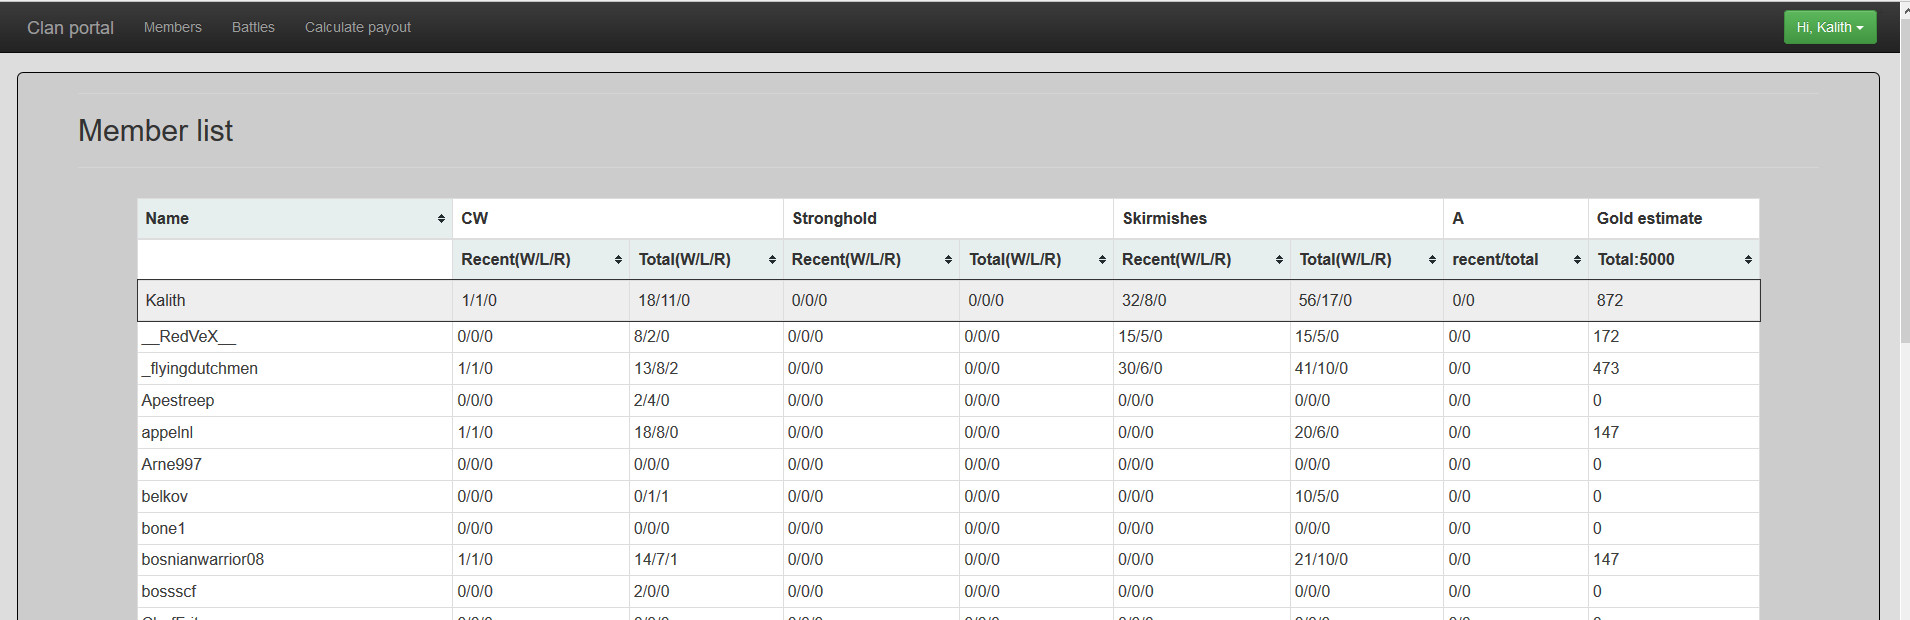 Clan portal Members Battles Calculate payout Hi, Kalith
Member list
Name CW Stronghold Skirmishes A Gold estimate
Recent(W/L/R) Total(W/L/R) Recent(W/L/R) Total(W/L/R) Recent(W/L/R) Total(W/L/R) recent/total Total:5000
Kalith 1/1/0 18/11/0 0/0/0 0/0/0 32/8/0 56/17/0 0/0 872
__RedVeX__ 0/0/0 8/2/0 0/0/0 0/0/0 15/5/0 15/5/0 0/0 172
_flyingdutchmen 1/1/0 13/8/2 0/0/0 0/0/0 30/6/0 41/10/0 0/0 473
Apestreep 0/0/0 2/4/0 0/0/0 0/0/0 0/0/0 0/0/0 0/0 0
appelnl 1/1/0 18/8/0 0/0/0 0/0/0 0/0/0 20/6/0 0/0 147
Arne997 0/0/0 0/0/0 0/0/0 0/0/0 0/0/0 0/0/0 0/0 0
belkov 0/0/0 0/1/1 0/0/0 0/0/0 0/0/0 10/5/0 0/0 0
bone1 0/0/0 0/0/0 0/0/0 0/0/0 0/0/0 0/0/0 0/0 0
bosnianwarrior08 1/1/0 14/7/1 0/0/0 0/0/0 0/0/0 21/10/0 0/0 147
bossscf 0/0/0 2/0/0 0/0/0 0/0/0 0/0/0 0/0/0 0/0 0